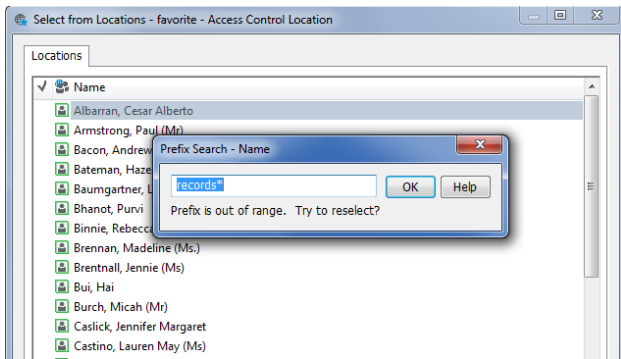 Select from Locations - favorite - Access Control Location
Locations
Name
Albarran, Cesar Alberto
Armstrong, Paul (Mr)
Bacon, Andrew
Prefix Search - Name
Bateman, Haze
Baumgartner, L
records*
OK
Help
Bhanot, Purvi
Prefix is out of range. Try to reselect?
Binnie, Rebecca
Brennan, Madeline (Ms.)
Brentnall, Jennie (Ms)
Bui, Hai
Burch, Micah (Mr)
Caslick, Jennifer Margaret
Castino, Lauren May (Ms)